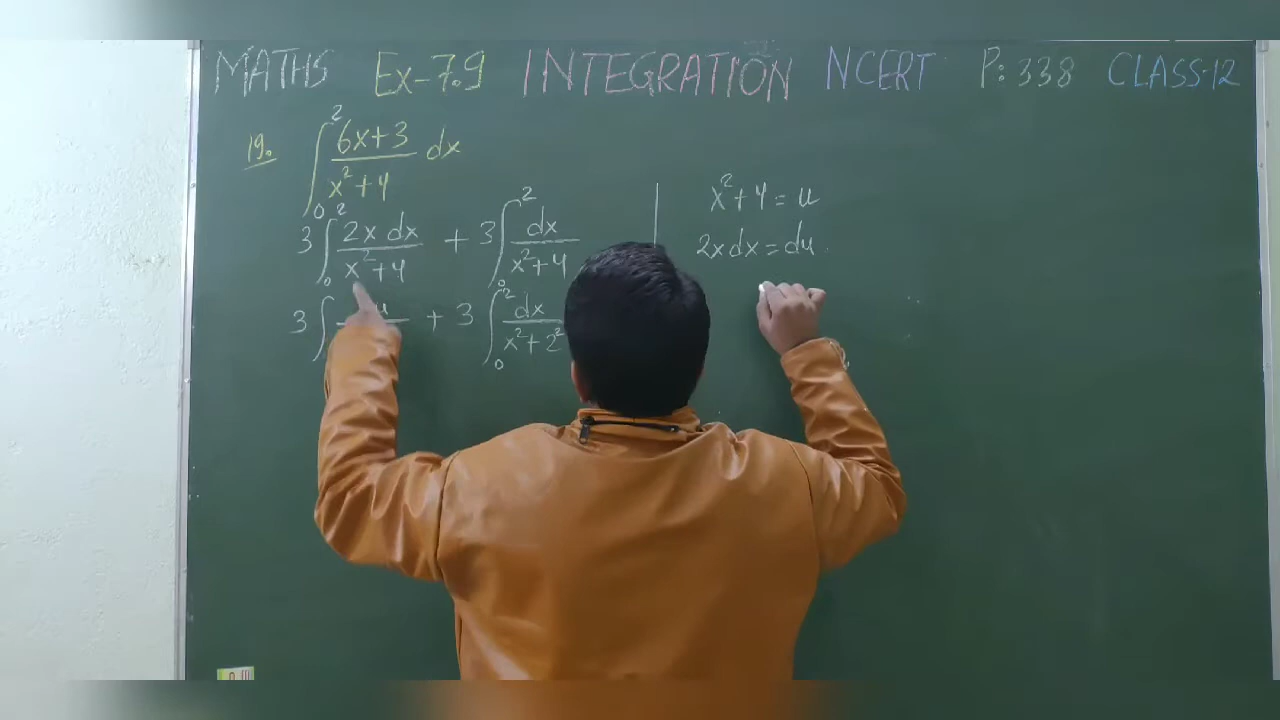 MATHS Ex-7.9 INTEGRATION NCERT P: 338 CLASS-12
19. ∫₀² (6x+3)/(x²+4) dx
3 ∫₀² (2x dx)/(x²+4) + 3 ∫₀² dx/(x²+4)
3 ∫ u + 3 ∫₀² dx/(x²+2²)
x²+4 = u
2x dx = du